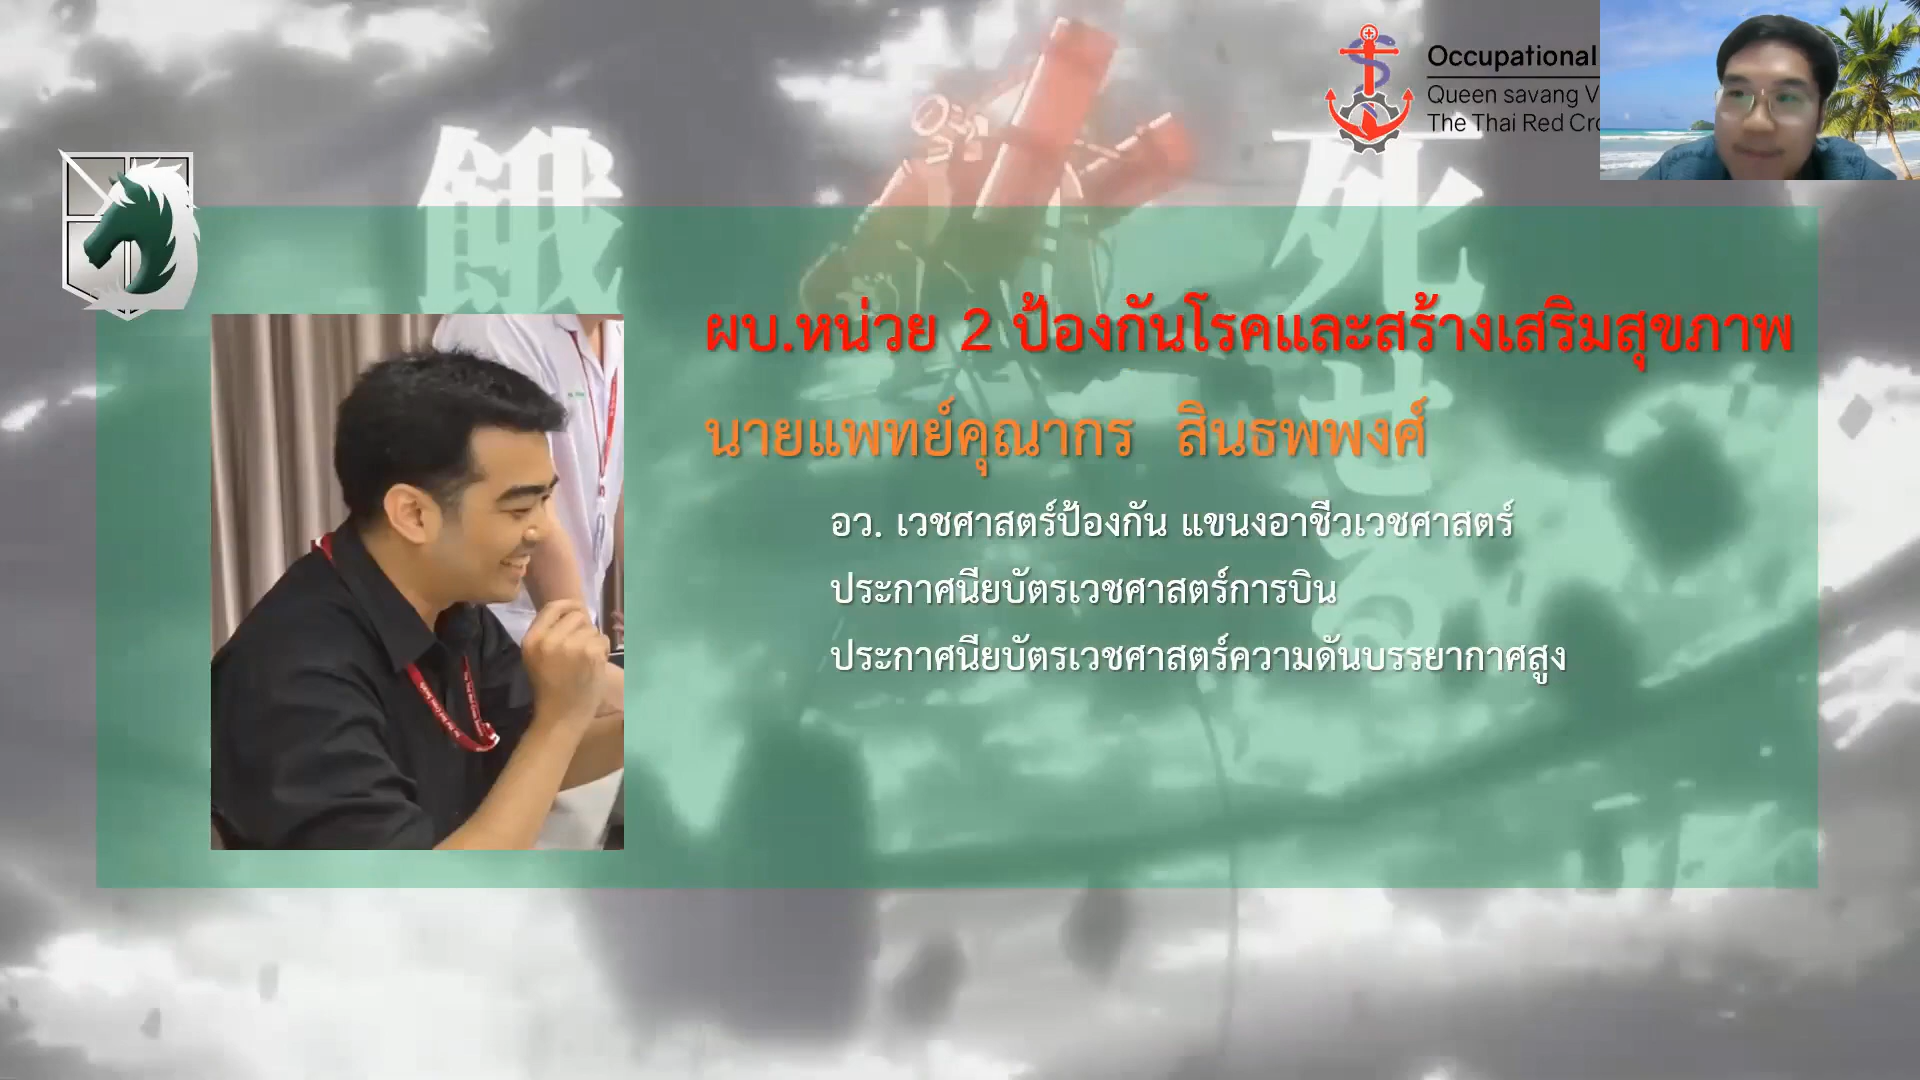 Occupational
Queen savang V
The Thai Red Cro
餓
死
せ
ผบ.หน่วย 2 ป้องกันโรคและสร้างเสริมสุขภาพ
นายแพทย์คุณากร สินธพพงศ์
อว. เวชศาสตร์ป้องกัน แขนงอาชีวเวชศาสตร์
ประกาศนียบัตรเวชศาสตร์การบิน
ประกาศนียบัตรเวชศาสตร์ความดันบรรยากาศสูง